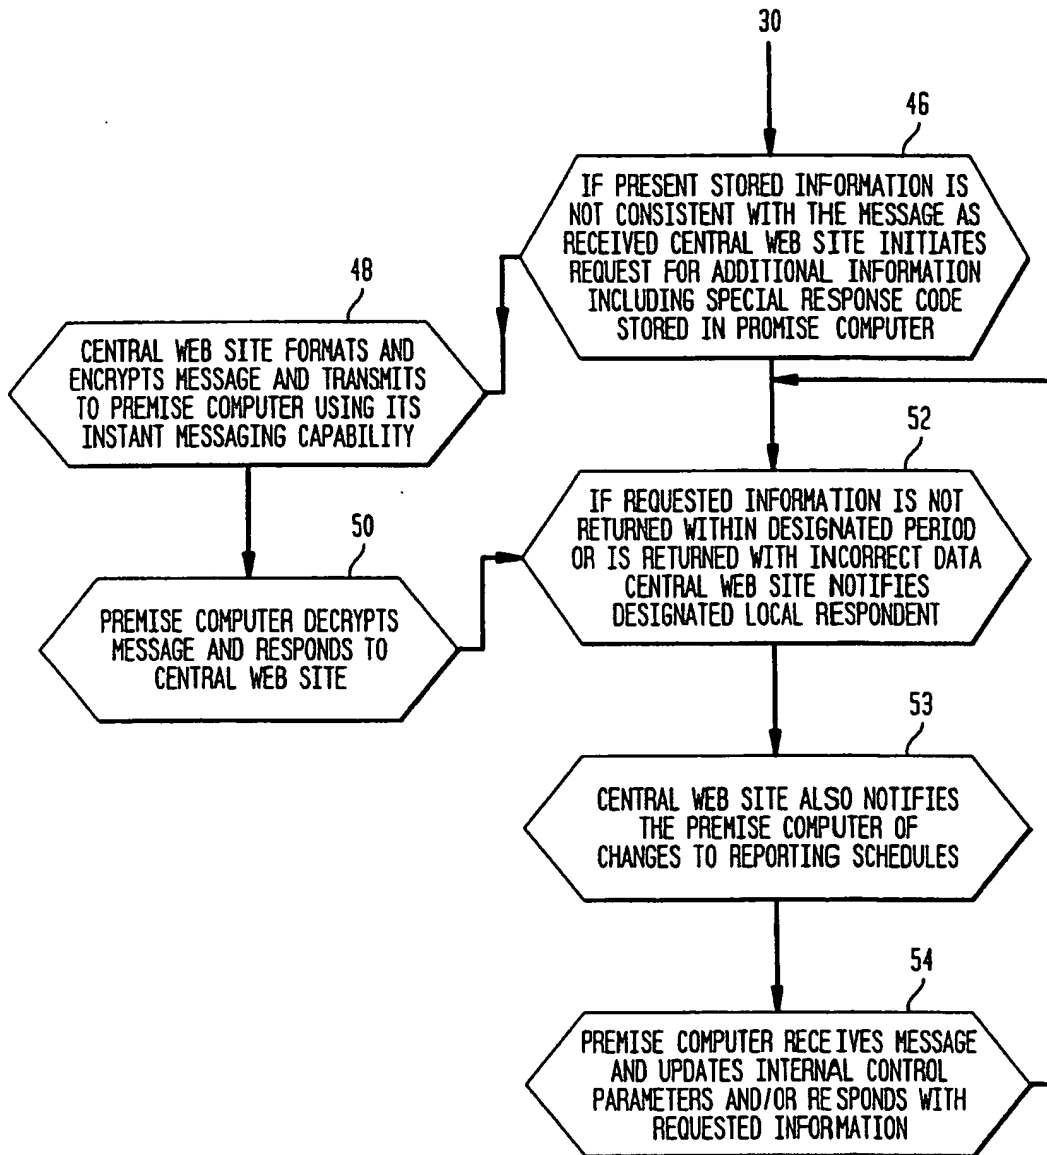 30
46
IF PRESENT STORED INFORMATION IS
NOT CONSISTENT WITH THE MESSAGE AS
RECEIVED CENTRAL WEB SITE INITIATES
REQUEST FOR ADDITIONAL INFORMATION
INCLUDING SPECIAL RESPONSE CODE
STORED IN PROMISE COMPUTER
48
CENTRAL WEB SITE FORMATS AND
ENCRYPTS MESSAGE AND TRANSMITS
TO PREMISE COMPUTER USING ITS
INSTANT MESSAGING CAPABILITY
50
PREMISE COMPUTER DECRYPTS
MESSAGE AND RESPONDS TO
CENTRAL WEB SITE
52
IF REQUESTED INFORMATION IS NOT
RETURNED WITHIN DESIGNATED PERIOD
OR IS RETURNED WITH INCORRECT DATA
CENTRAL WEB SITE NOTIFIES
DESIGNATED LOCAL RESPONDENT
53
CENTRAL WEB SITE ALSO NOTIFIES
THE PREMISE COMPUTER OF
CHANGES TO REPORTING SCHEDULES
54
PREMISE COMPUTER RECEIVES MESSAGE
AND UPDATES INTERNAL CONTROL
PARAMETERS AND/OR RESPONDS WITH
REQUESTED INFORMATION